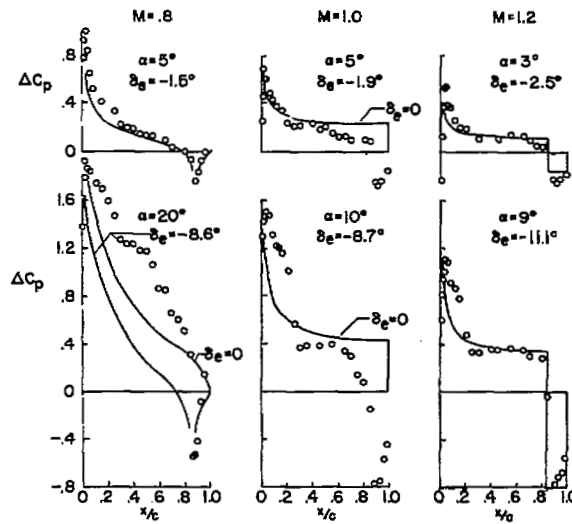 M=.8
M=1.0
M=1.2
α=5°
δe=-1.5°
α=5°
δe=-1.9°
α=3°
δe=-2.5°
ΔCp
.8
.4
0
δe=0
α=20°
δe=-8.6°
α=10°
δe=-8.7°
α=9°
δe=-11.1°
ΔCp
1.6
1.2
.8
.4
0
-.4
-.8
δe=0
δe=0
0 .2 .4 .6 .8 1.0
0 .2 .4 .6 .8 1.0
0 .2 .4 .6 .8 1.0
x/c
x/c
x/c